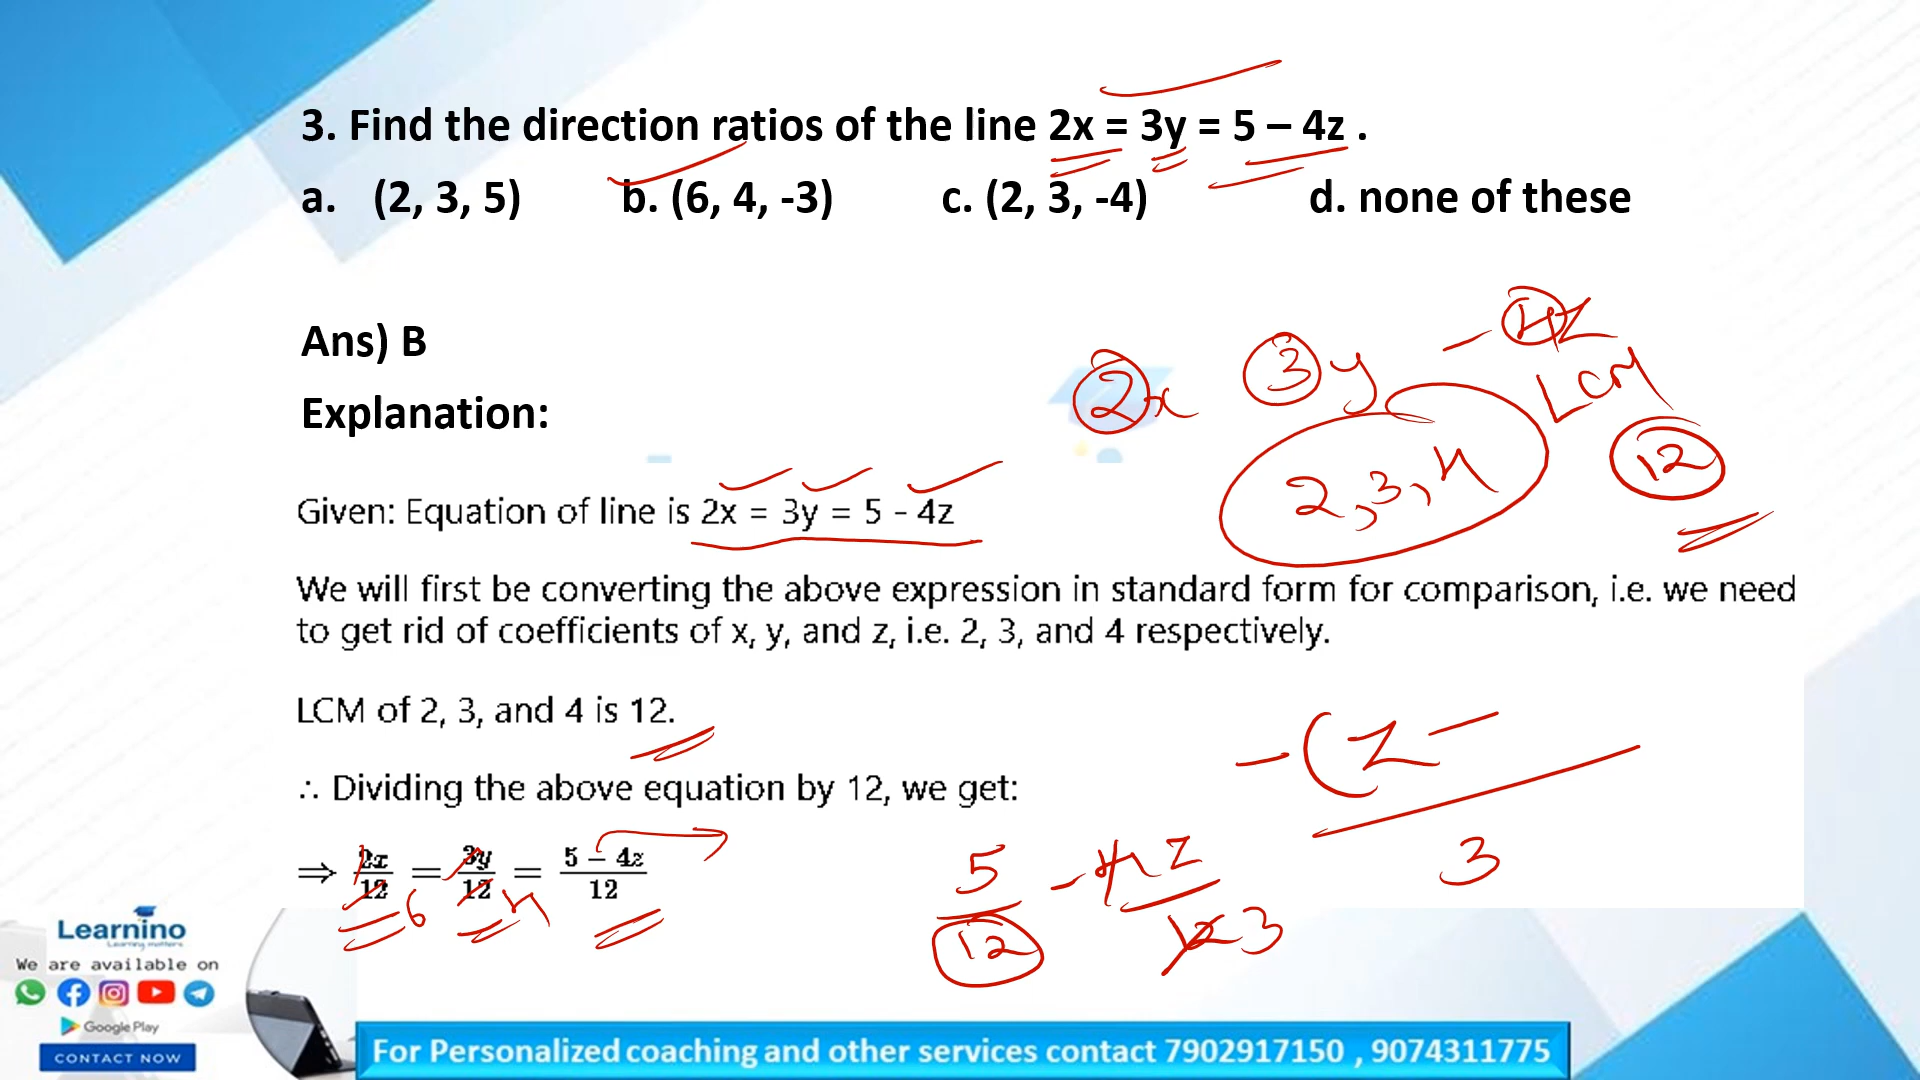 3. Find the direction ratios of the line 2x = 3y = 5 – 4z .
a. (2, 3, 5) b. (6, 4, -3) c. (2, 3, -4) d. none of these
Ans) B
Explanation:
2x 3y - 4z
LCM
2, 3, 4 12
Given: Equation of line is 2x = 3y = 5 - 4z
We will first be converting the above expression in standard form for comparison, i.e. we need
to get rid of coefficients of x, y, and z, i.e. 2, 3, and 4 respectively.
LCM of 2, 3, and 4 is 12.
- (z -
3
∴ Dividing the above equation by 12, we get:
⇒ 2x/12 = 3y/12 = 5 – 4z/12
6 4
5/12 - 4z/12 3
Learnino
Learning matters
We are available on
Google Play
CONTACT NOW
For Personalized coaching and other services contact 7902917150 , 9074311775